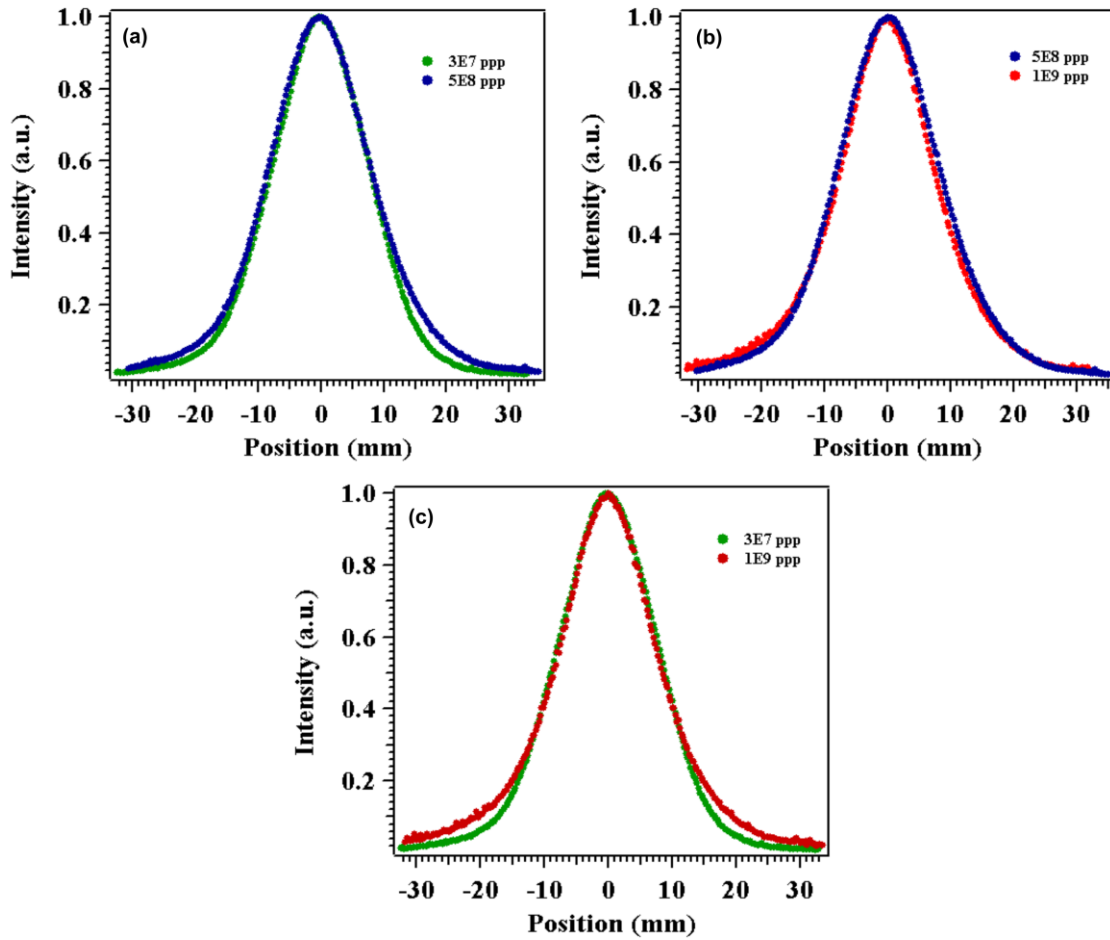 (a)
3E7 ppp
5E8 ppp
1.0
0.8
0.6
0.4
0.2
Intensity (a.u.)
-30 -20 -10 0 10 20 30
Position (mm)
(b)
5E8 ppp
1E9 ppp
1.0
0.8
0.6
0.4
0.2
Intensity (a.u.)
-30 -20 -10 0 10 20 30
Position (mm)
(c)
3E7 ppp
1E9 ppp
1.0
0.8
0.6
0.4
0.2
Intensity (a.u.)
-30 -20 -10 0 10 20 30
Position (mm)